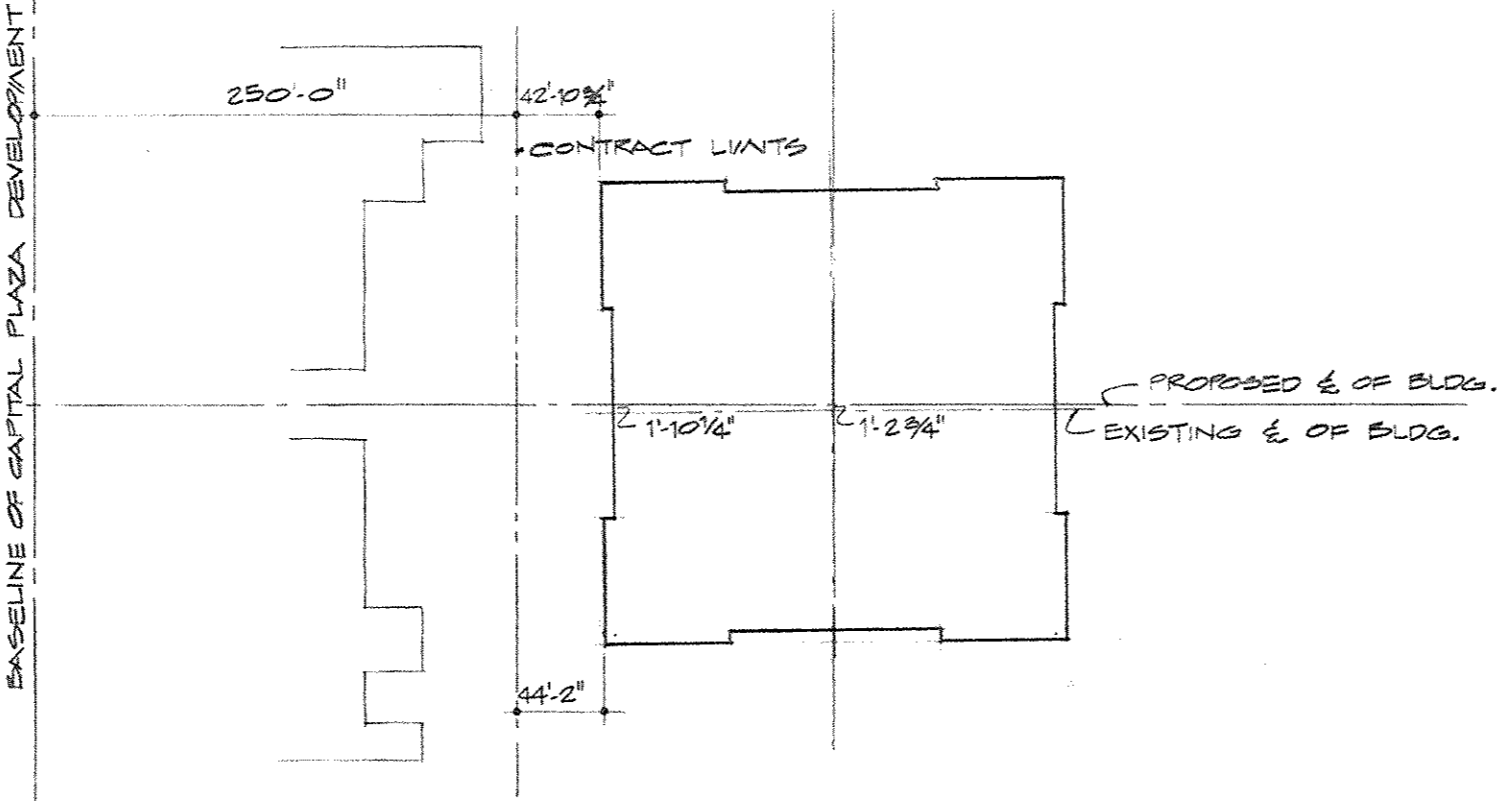 BASELINE OF CAPITAL PLAZA DEVELOPMENT
250'-0"
42'-10¾"
CONTRACT LIMITS
PROPOSED ℄ OF BLDG.
1'-10¼"
1'-2¾"
EXISTING ℄ OF BLDG.
44'-2"